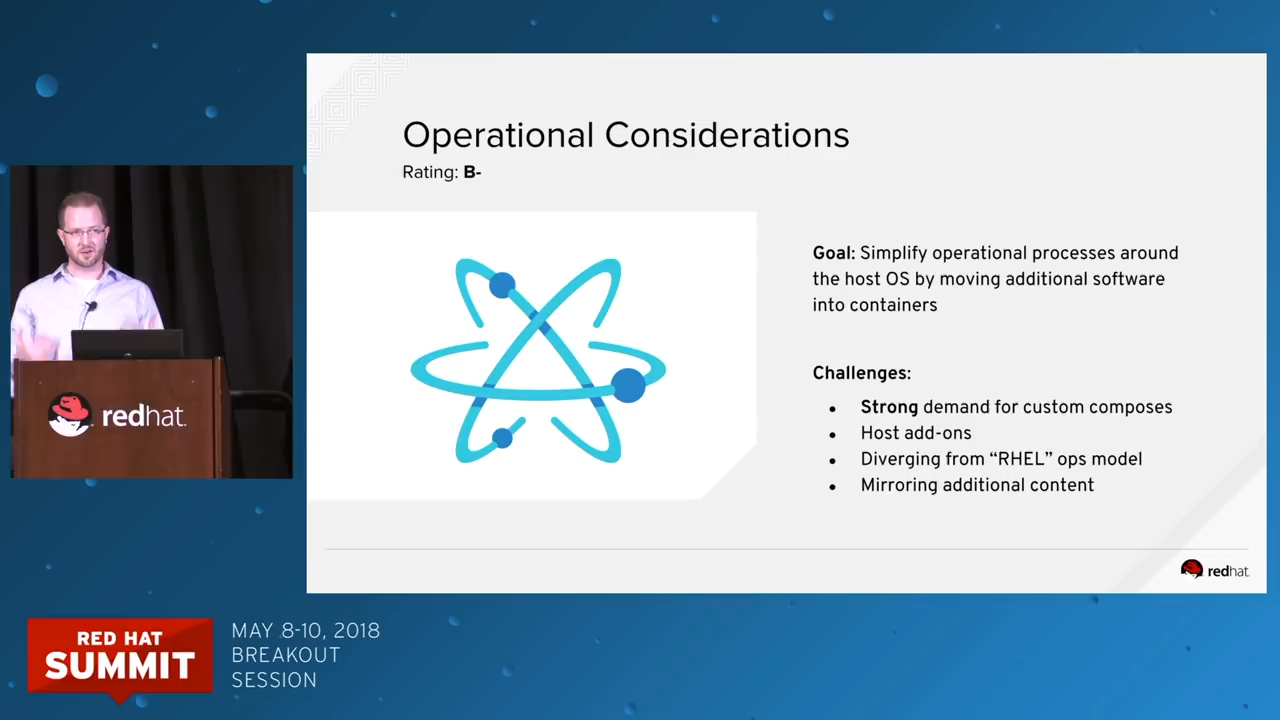 Operational Considerations
Rating: B-
Goal: Simplify operational processes around
the host OS by moving additional software
into containers
Challenges:
• Strong demand for custom composes
• Host add-ons
• Diverging from “RHEL” ops model
• Mirroring additional content
redhat.
redhat.
RED HAT
SUMMIT
MAY 8-10, 2018
BREAKOUT
SESSION